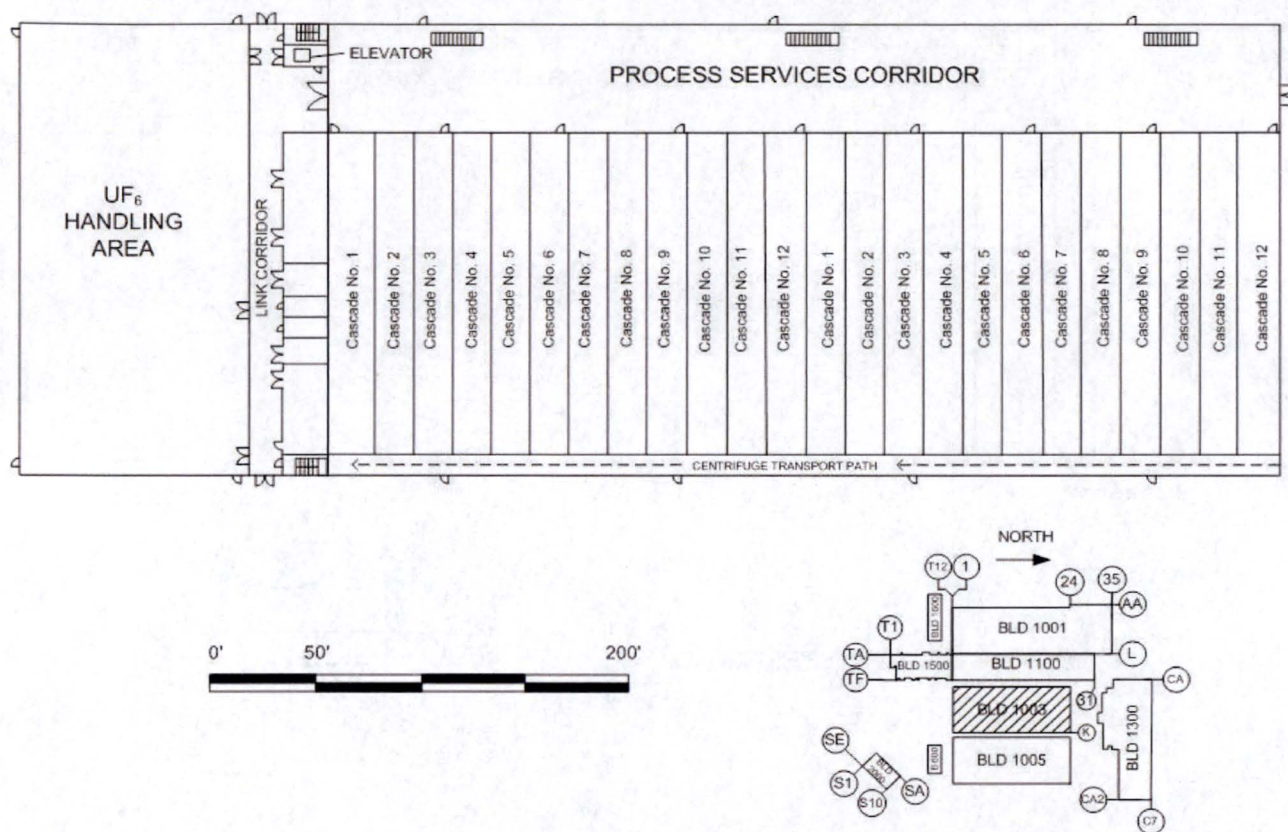 ELEVATOR
PROCESS SERVICES CORRIDOR
UF₆
HANDLING
AREA
LINK CORRIDOR
Cascade No. 1
Cascade No. 2
Cascade No. 3
Cascade No. 4
Cascade No. 5
Cascade No. 6
Cascade No. 7
Cascade No. 8
Cascade No. 9
Cascade No. 10
Cascade No. 11
Cascade No. 12
Cascade No. 1
Cascade No. 2
Cascade No. 3
Cascade No. 4
Cascade No. 5
Cascade No. 6
Cascade No. 7
Cascade No. 8
Cascade No. 9
Cascade No. 10
Cascade No. 11
Cascade No. 12
CENTRIFUGE TRANSPORT PATH
0'
50'
200'
NORTH
T12
1
24
35
AA
BLD 1600
BLD 1001
T1
TA
BLD 1500
BLD 1100
L
TF
CA
BLD 1003
S1
K
BLD 1300
SE
BLD 1005
S1
SA
S10
CA2
C7